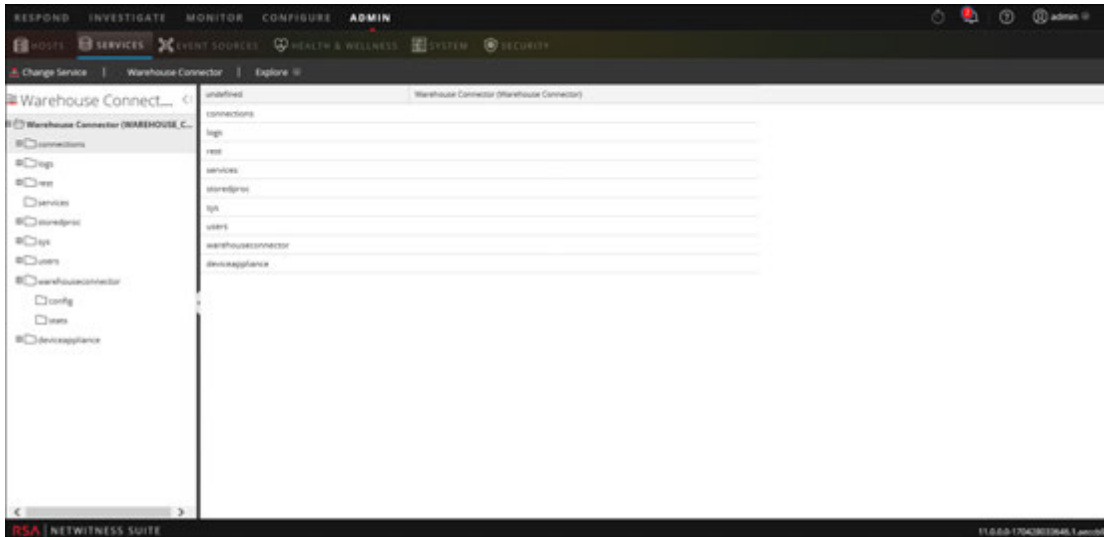 RESPOND INVESTIGATE MONITOR CONFIGURE ADMIN
admin
HOSTS SERVICES EVENT SOURCES HEALTH & WELLNESS SYSTEM SECURITY
Change Service | Warehouse Connector | Explore
Warehouse Connect...
undefined Warehouse Connector (Warehouse Connector)
Warehouse Connector (WAREHOUSE_C...
connections
logs
rest
services
storedproc
sys
users
warehouseconnector
config
stats
deviceappliance
connections
logs
rest
services
storedproc
sys
users
warehouseconnector
deviceappliance
RSA NETWITNESS SUITE